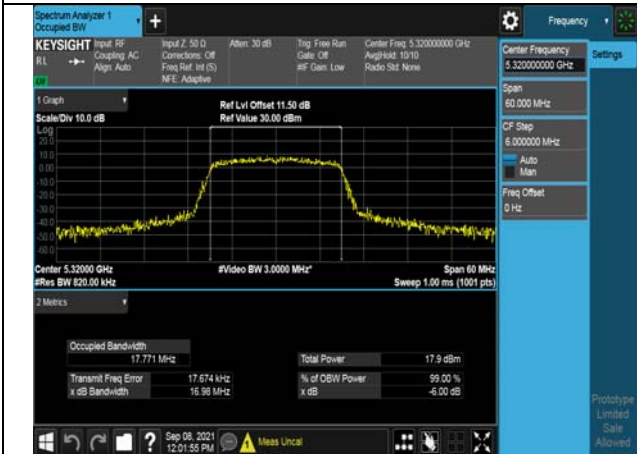 Spectrum Analyzer 1
Occupied BW
Frequency
KEYSIGHT
Input: RF
Coupling: AC
Align: Auto
Input Z: 50 Ω
Corrections: Off
Freq Ref: Int (S)
NFE: Adaptive
Atten: 30 dB
Trig: Free Run
Gate: Off
#IF Gain: Low
Center Freq: 5.320000000 GHz
Avg|Hold: 10/10
Radio Std: None
Center Frequency
5.320000000 GHz
Settings
Span
60.000 MHz
CF Step
6.000000 MHz
Auto
Man
Freq Offset
0 Hz
1 Graph
Scale/Div 10.0 dB
Ref Lvl Offset 11.50 dB
Ref Value 30.00 dBm
Log
20.0
10.0
0.00
-10.0
-20.0
-30.0
-40.0
-50.0
-60.0
Center 5.32000 GHz
#Res BW 820.00 kHz
#Video BW 3.0000 MHz*
Span 60 MHz
Sweep 1.00 ms (1001 pts)
2 Metrics
Occupied Bandwidth
17.771 MHz
Total Power
17.9 dBm
Transmit Freq Error
17.674 kHz
% of OBW Power
99.00 %
x dB Bandwidth
16.98 MHz
x dB
-6.00 dB
Prototype
Limited
Sale
Allowed
Sep 08, 2021
12:01:55 PM
Meas Uncal